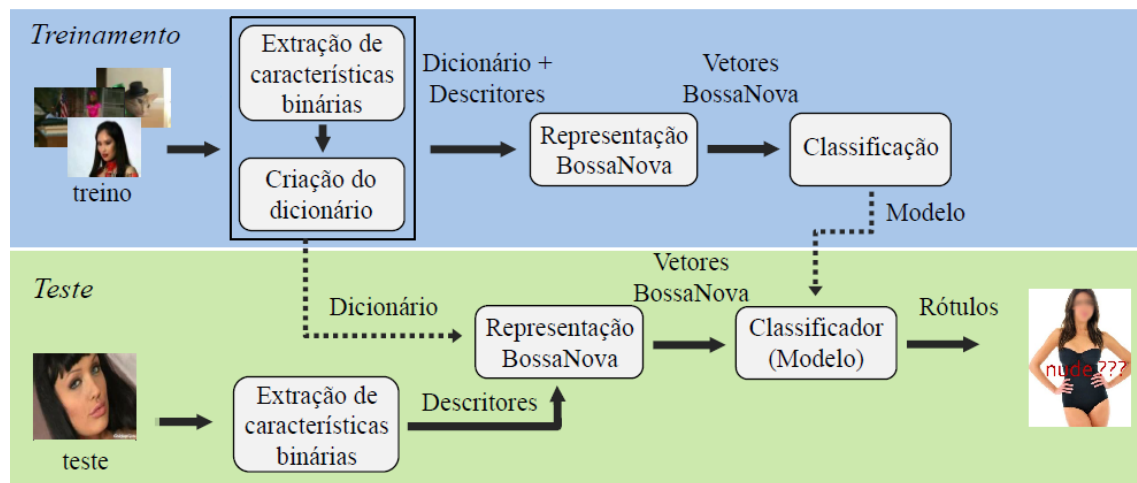 Treinamento
treino
Extração de
características
binárias
Criação do
dicionário
Dicionário +
Descritores
Representação
BossaNova
Vetores
BossaNova
Classificação
Modelo
Teste
teste
Extração de
características
binárias
Dicionário
Descritores
Representação
BossaNova
Vetores
BossaNova
Classificador
(Modelo)
Rótulos
nude ???